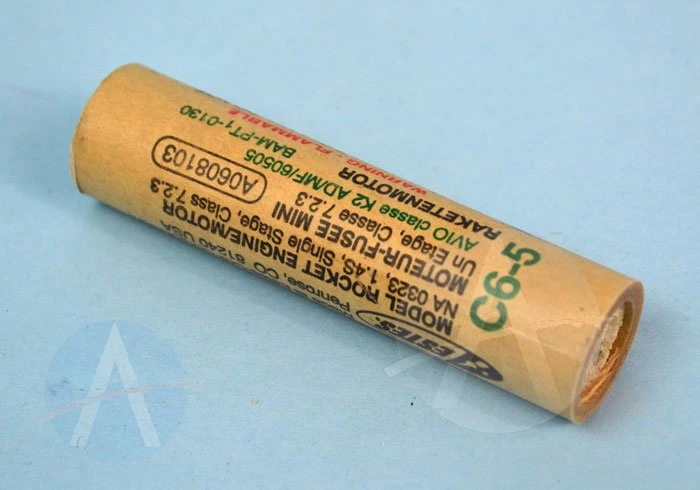 ESTES
Penrose, CO 81240 USA
MODEL ROCKET ENGINE/MOTOR
NA 0323, 1.4S, Single Stage, Class 7.2.3
MOTEUR-FUSEE MINI
Un Etage, Classe 7.2.3
RAKETENMOTOR
AVIO classe K2 AD/MF/60505
BAM-PT1-0130
WARNING FLAMMABLE
A0608103
C6-5